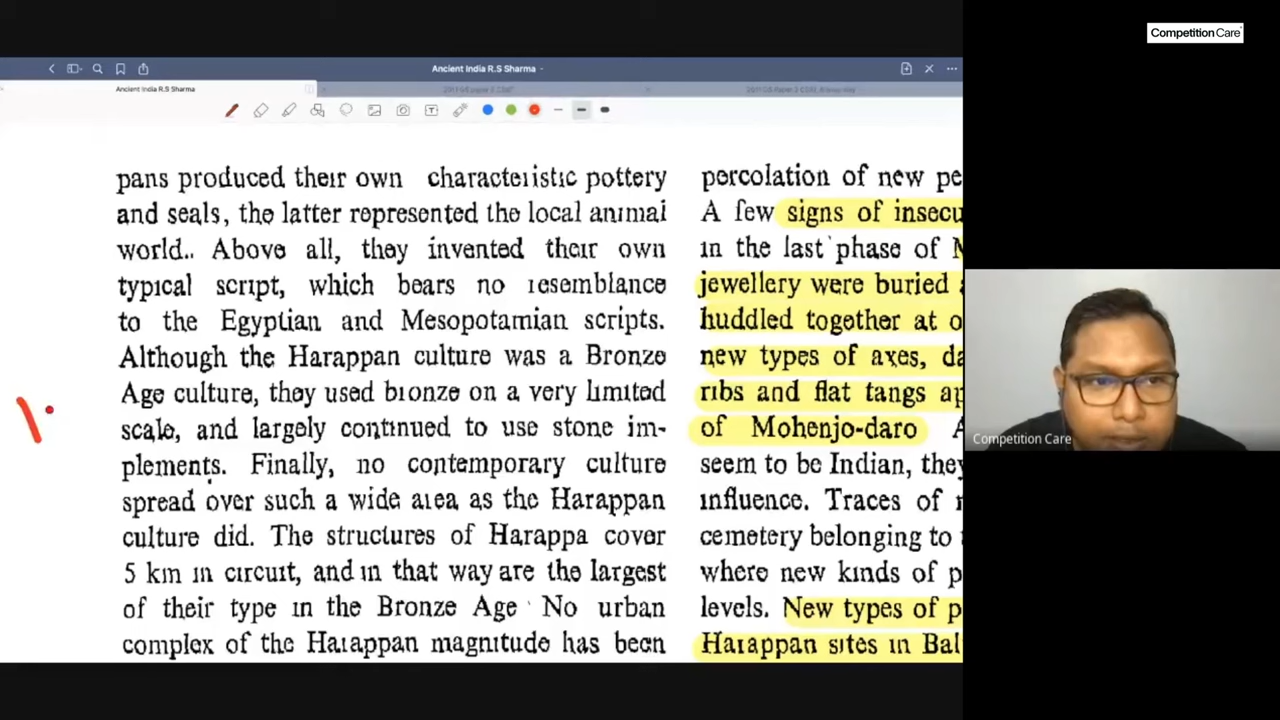 Competition Care
Ancient India R.S Sharma
Ancient India R.S Sharma
pans produced their own characteristic pottery
and seals, the latter represented the local animal
world.. Above all, they invented their own
typical script, which bears no resemblance
to the Egyptian and Mesopotamian scripts.
Although the Harappan culture was a Bronze
Age culture, they used bronze on a very limited
scale, and largely continued to use stone im-
plements. Finally, no contemporary culture
spread over such a wide area as the Harappan
culture did. The structures of Harappa cover
5 km in circuit, and in that way are the largest
of their type in the Bronze Age No urban
complex of the Harappan magnitude has been
percolation of new pe
A few signs of insecu
in the last phase of M
jewellery were buried
huddled together at o
new types of axes, da
ribs and flat tangs ap
of Mohenjo-daro A
seem to be Indian, they
influence. Traces of
cemetery belonging to
where new kinds of p
levels. New types of p
Harappan sites in Bal
Competition Care